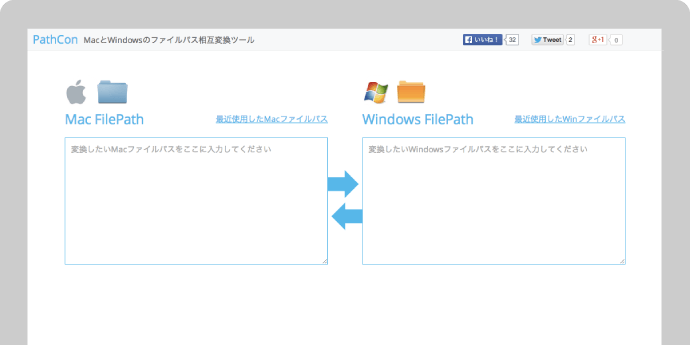 PathCon MacとWindowsのファイルパス相互変換ツール いいね！ 32 Tweet 2 g+1 0
Mac FilePath 最近使用したMacファイルパス
Windows FilePath 最近使用したWinファイルパス
変換したいMacファイルパスをここに入力してください
変換したいWindowsファイルパスをここに入力してください